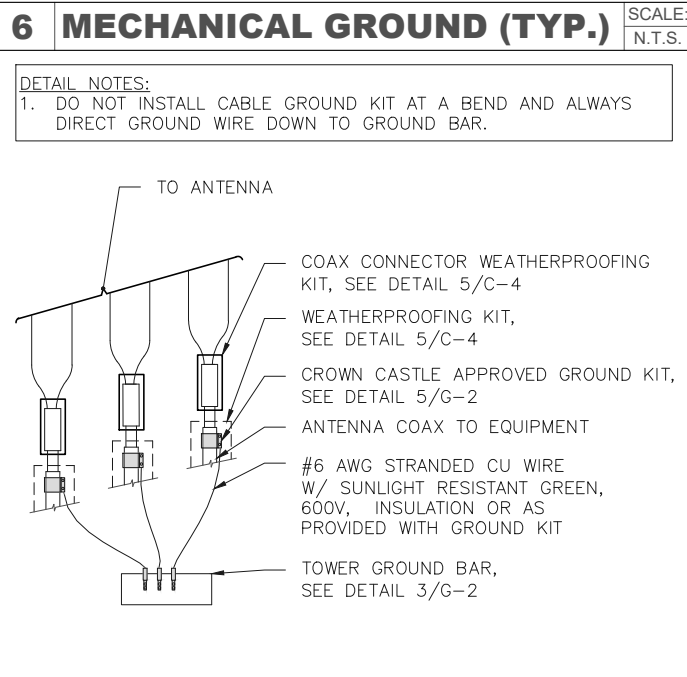 6 MECHANICAL GROUND (TYP.) SCALE:
N.T.S.
DETAIL NOTES:
1. DO NOT INSTALL CABLE GROUND KIT AT A BEND AND ALWAYS
DIRECT GROUND WIRE DOWN TO GROUND BAR.
TO ANTENNA
COAX CONNECTOR WEATHERPROOFING
KIT, SEE DETAIL 5/C-4
WEATHERPROOFING KIT,
SEE DETAIL 5/C-4
CROWN CASTLE APPROVED GROUND KIT,
SEE DETAIL 5/G-2
ANTENNA COAX TO EQUIPMENT
#6 AWG STRANDED CU WIRE
W/ SUNLIGHT RESISTANT GREEN,
600V, INSULATION OR AS
PROVIDED WITH GROUND KIT
TOWER GROUND BAR,
SEE DETAIL 3/G-2